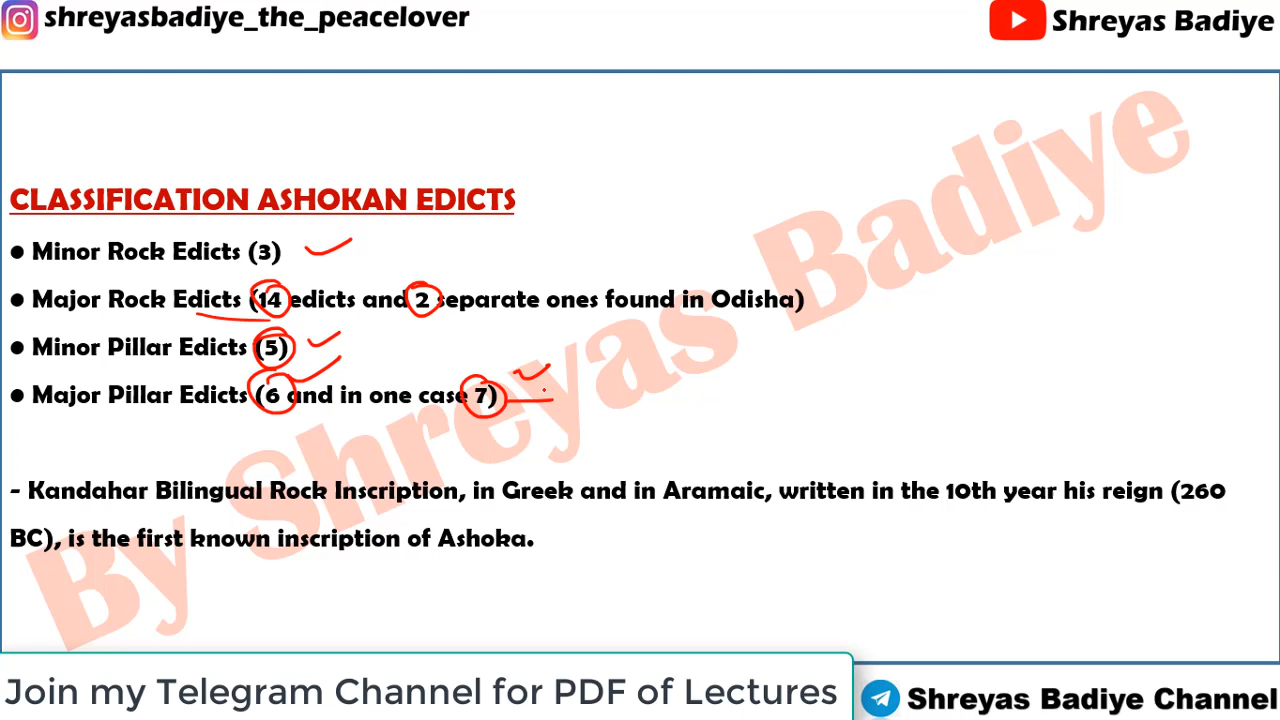 shreyasbadiye_the_peacelover
Shreyas Badiye
CLASSIFICATION ASHOKAN EDICTS
● Minor Rock Edicts (3)
● Major Rock Edicts (14 edicts and 2 separate ones found in Odisha)
● Minor Pillar Edicts (5)
● Major Pillar Edicts (6 and in one case 7)
- Kandahar Bilingual Rock Inscription, in Greek and in Aramaic, written in the 10th year his reign (260
BC), is the first known inscription of Ashoka.
By Shreyas Badiye
Join my Telegram Channel for PDF of Lectures
Shreyas Badiye Channel